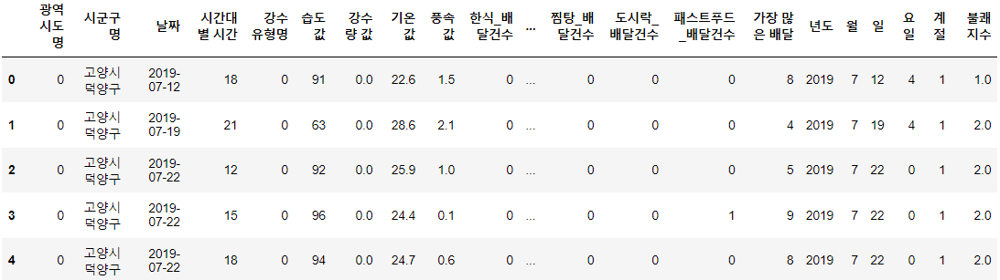 광역시도명 시군구명 날짜 시간대별 시간 강수유형명 습도값 강수량 값 기온값 풍속값 한식_배달건수 ... 찜탕_배달건수 도시락_배달건수 패스트푸드_배달건수 가장 많은 배달 년도 월 일 요일 계절 불쾌지수
0 0 고양시 덕양구 2019-07-12 18 0 91 0.0 22.6 1.5 0 ... 0 0 0 8 2019 7 12 4 1 1.0
1 0 고양시 덕양구 2019-07-19 21 0 63 0.0 28.6 2.1 0 ... 0 0 0 4 2019 7 19 4 1 2.0
2 0 고양시 덕양구 2019-07-22 12 0 92 0.0 25.9 1.0 0 ... 0 0 0 5 2019 7 22 0 1 2.0
3 0 고양시 덕양구 2019-07-22 15 0 96 0.0 24.4 0.1 0 ... 0 0 1 9 2019 7 22 0 1 2.0
4 0 고양시 덕양구 2019-07-22 18 0 94 0.0 24.7 0.6 0 ... 0 0 0 8 2019 7 22 0 1 2.0